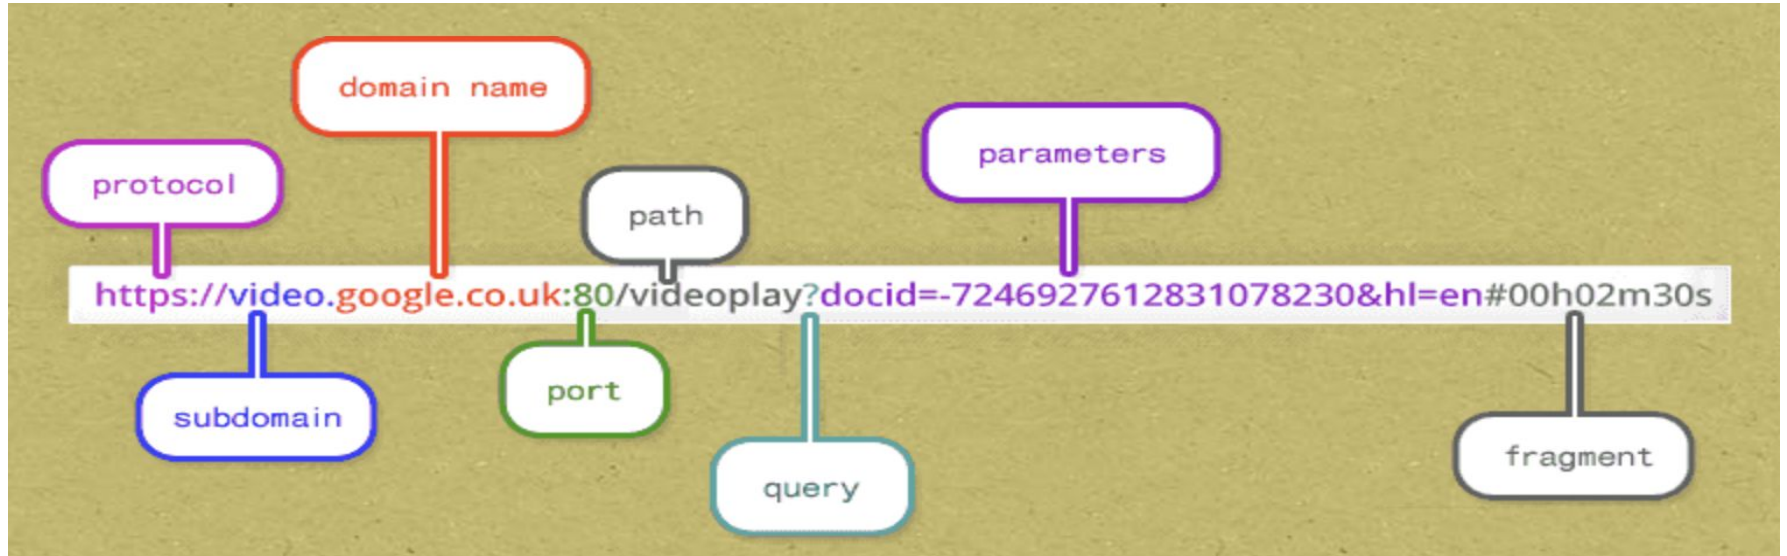 domain name
parameters
protocol
path
https://video.google.co.uk:80/videoplay?docid=-7246927612831078230&hl=en#00h02m30s
subdomain
port
query
fragment